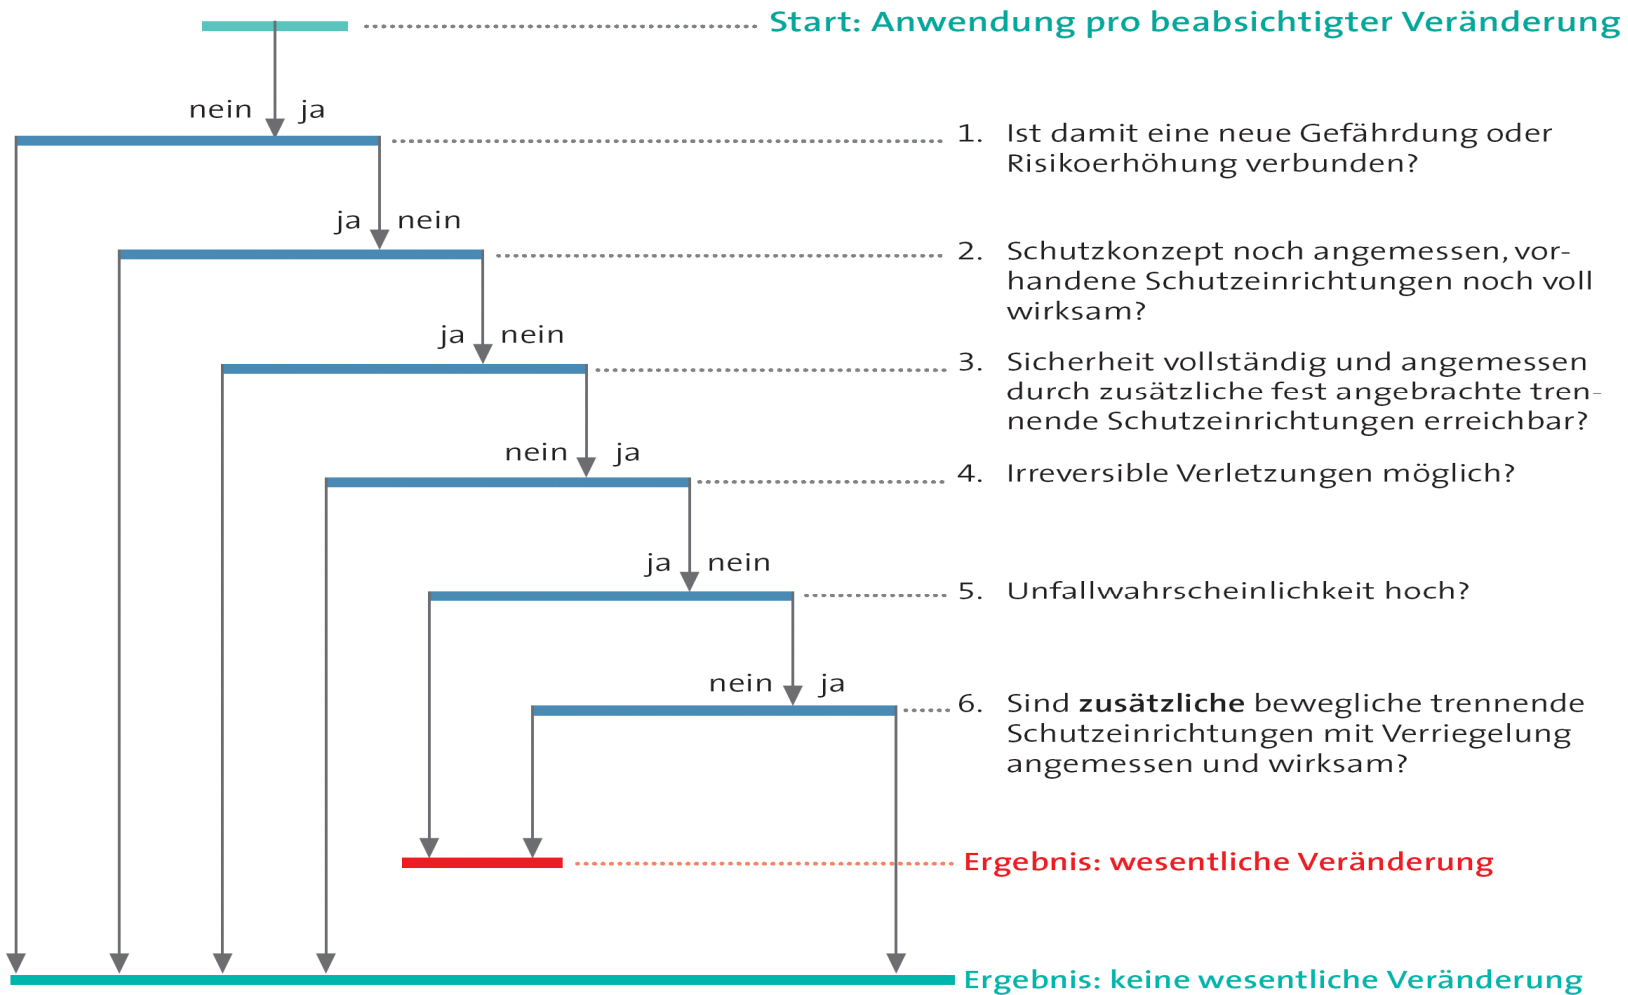 Start: Anwendung pro beabsichtigter Veränderung
nein ja
1. Ist damit eine neue Gefährdung oder
Risikoerhöhung verbunden?
ja nein
2. Schutzkonzept noch angemessen, vor-
handene Schutzeinrichtungen noch voll
wirksam?
ja nein
3. Sicherheit vollständig und angemessen
durch zusätzliche fest angebrachte tren-
nende Schutzeinrichtungen erreichbar?
nein ja
4. Irreversible Verletzungen möglich?
ja nein
5. Unfallwahrscheinlichkeit hoch?
nein ja
6. Sind zusätzliche bewegliche trennende
Schutzeinrichtungen mit Verriegelung
angemessen und wirksam?
Ergebnis: wesentliche Veränderung
Ergebnis: keine wesentliche Veränderung